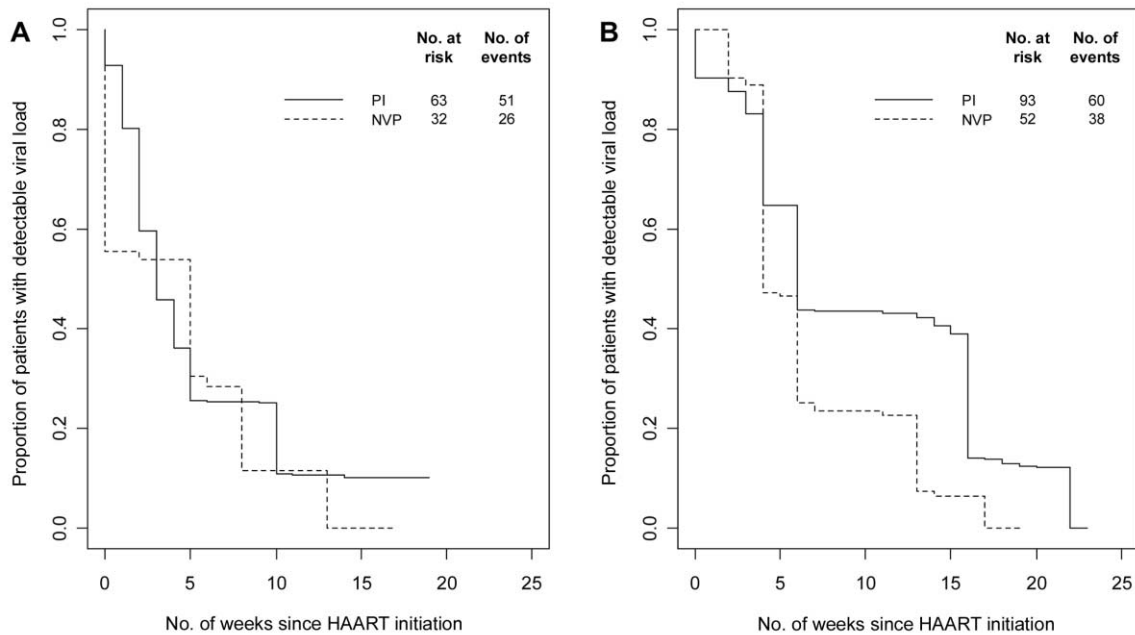 A
No. at No. of
risk events
PI 63 51
NVP 32 26
Proportion of patients with detectable viral load
1.0
0.8
0.6
0.4
0.2
0.0
0 5 10 15 20 25
No. of weeks since HAART initiation
B
No. at No. of
risk events
PI 93 60
NVP 52 38
Proportion of patients with detectable viral load
1.0
0.8
0.6
0.4
0.2
0.0
0 5 10 15 20 25
No. of weeks since HAART initiation